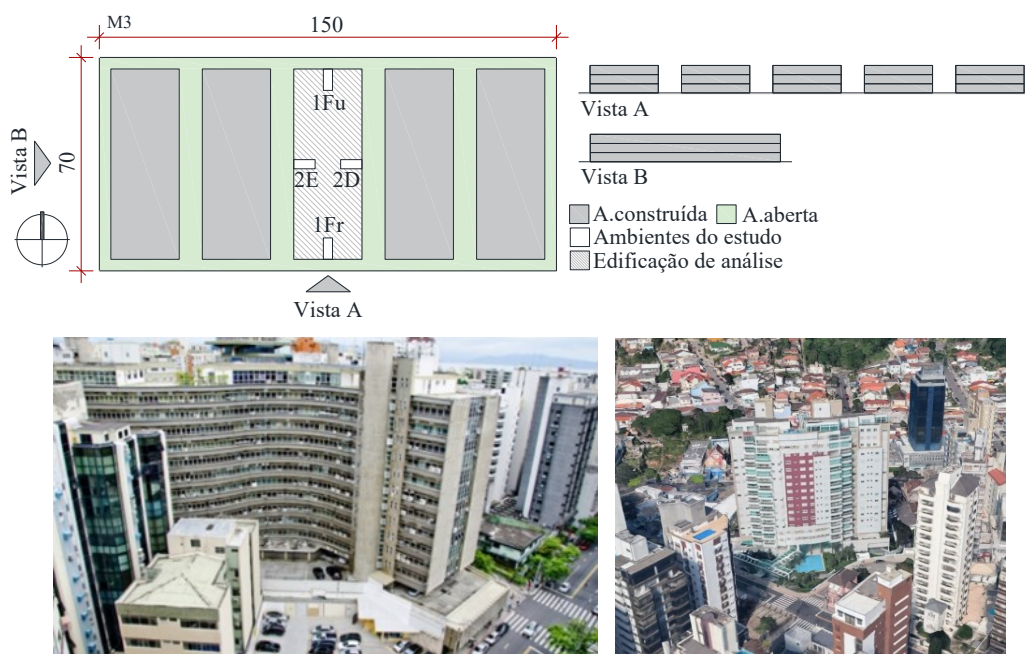 M3
150
1Fu
Vista B
70
2E
2D
1Fr
Vista A
Vista A
Vista B
A.construída
A.aberta
Ambientes do estudo
Edificação de análise